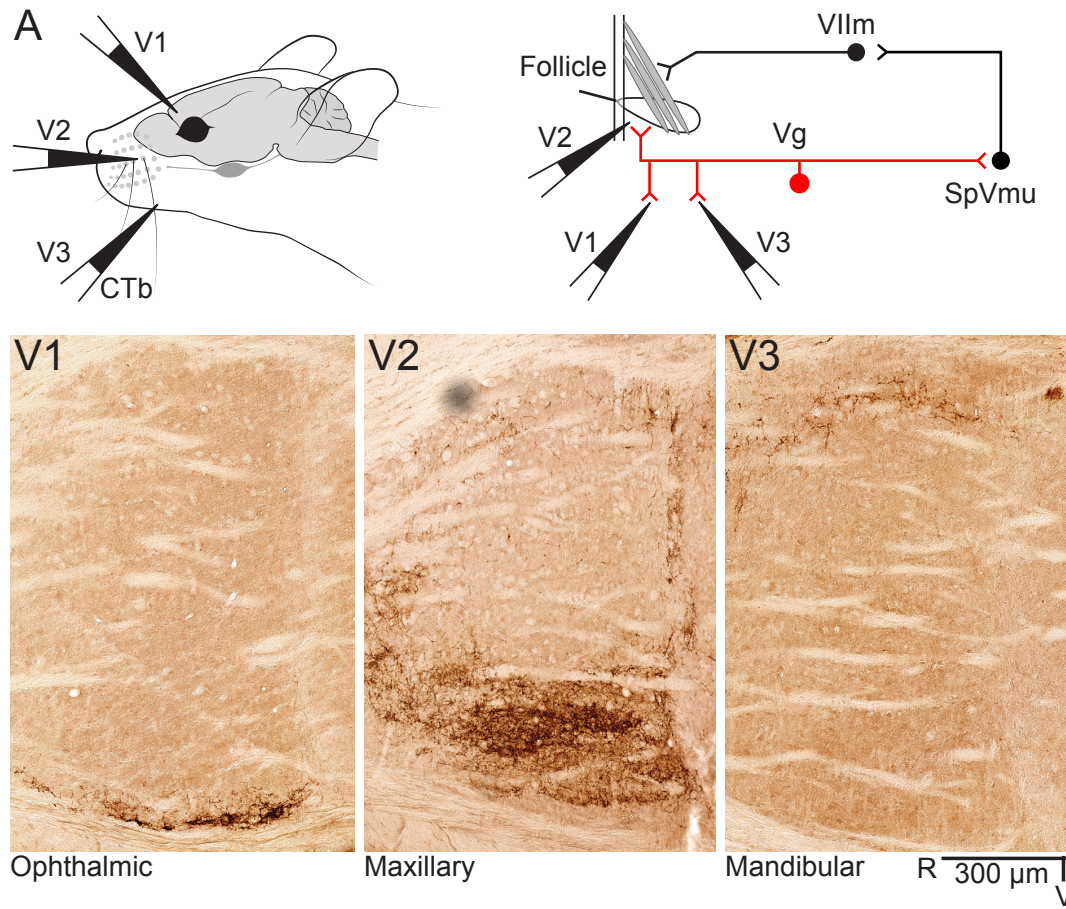 A
V1
V2
V3
CTb
VIIm
Follicle
V2
Vg
SpVmu
V1
V3
V1
V2
V3
Ophthalmic
Maxillary
Mandibular
R 300 µm
V